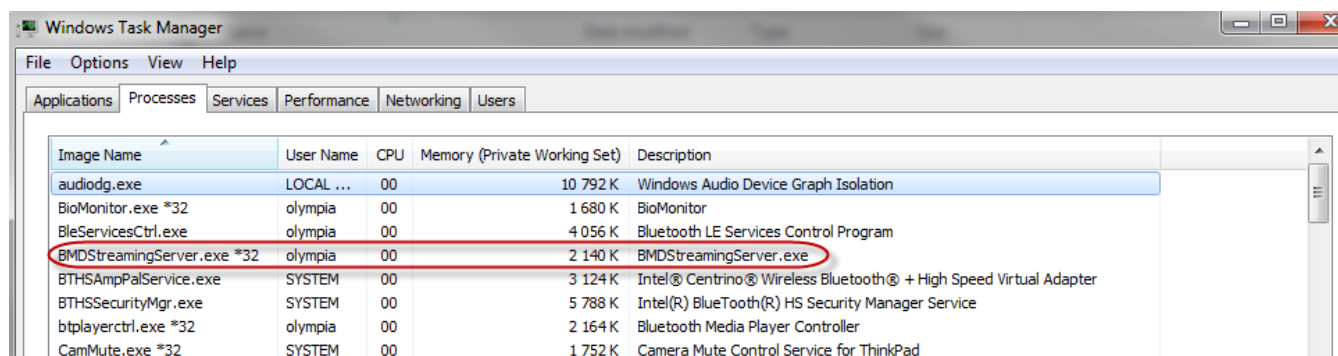 Windows Task Manager
File Options View Help
Applications Processes Services Performance Networking Users
Image Name User Name CPU Memory (Private Working Set) Description
audiodg.exe LOCAL ... 00 10 792 K Windows Audio Device Graph Isolation
BioMonitor.exe *32 olympia 00 1 680 K BioMonitor
BleServicesCtrl.exe olympia 00 4 056 K Bluetooth LE Services Control Program
BMDStreamingServer.exe *32 olympia 00 2 140 K BMDStreamingServer.exe
BTHSAmpPalService.exe SYSTEM 00 3 124 K Intel® Centrino® Wireless Bluetooth® + High Speed Virtual Adapter
BTHSSecurityMgr.exe SYSTEM 00 5 788 K Intel(R) BlueTooth(R) HS Security Manager Service
btplayerctrl.exe *32 olympia 00 2 164 K Bluetooth Media Player Controller
CamMute.exe *32 SYSTEM 00 1 752 K Camera Mute Control Service for ThinkPad